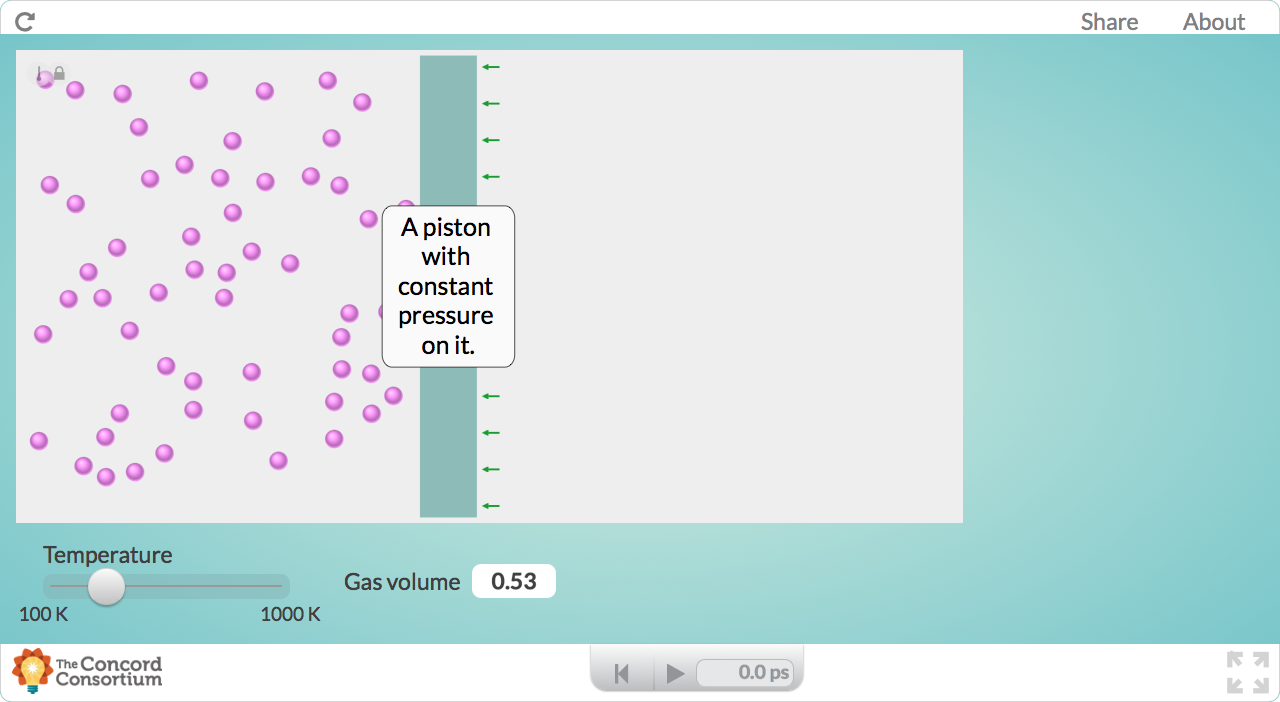 Share About
A piston
with
constant
pressure
on it.
Temperature
100 K 1000 K
Gas volume 0.53
The Concord
Consortium
0.0 ps